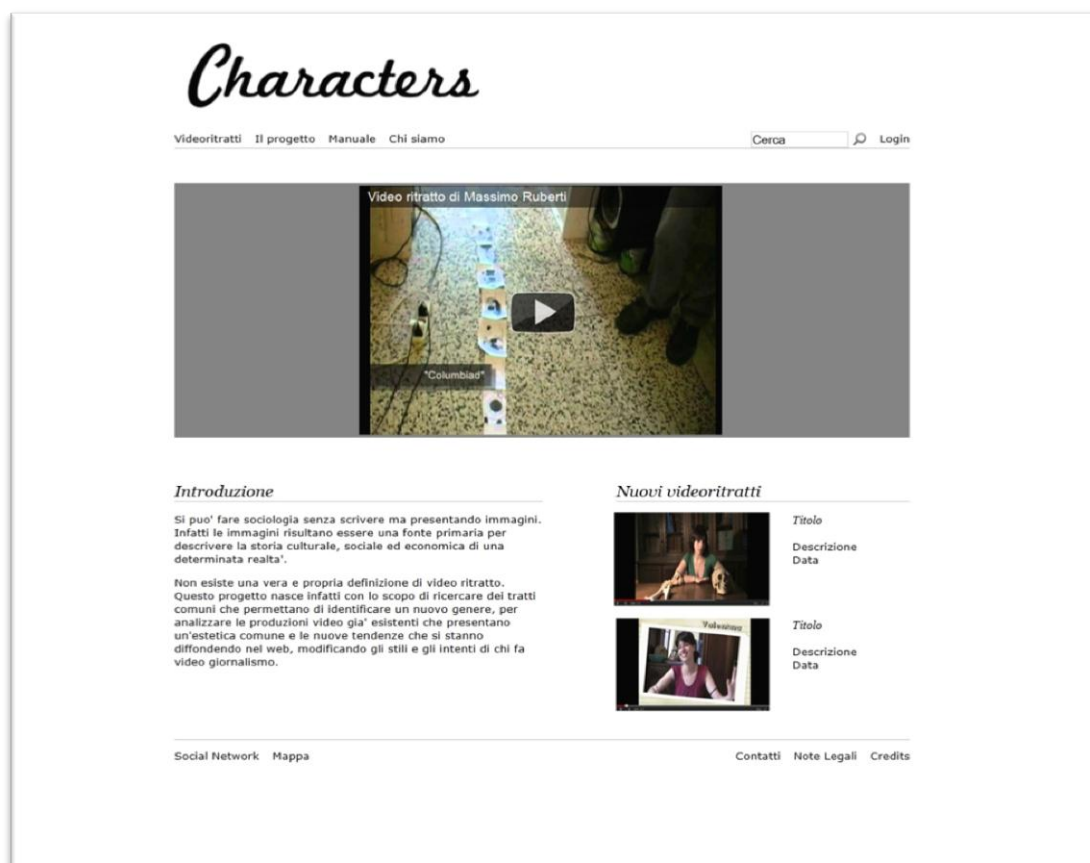 Characters
Videoritratti Il progetto Manuale Chi siamo Cerca Login
Video ritratto di Massimo Ruberti
"Columbiad"
Introduzione
Si puo' fare sociologia senza scrivere ma presentando immagini.
Infatti le immagini risultano essere una fonte primaria per
descrivere la storia culturale, sociale ed economica di una
determinata realta'.
Non esiste una vera e propria definizione di video ritratto.
Questo progetto nasce infatti con lo scopo di ricercare dei tratti
comuni che permettano di identificare un nuovo genere, per
analizzare le produzioni video gia' esistenti che presentano
un'estetica comune e le nuove tendenze che si stanno
diffondendo nel web, modificando gli stili e gli intenti di chi fa
video giornalismo.
Nuovi videoritratti
Titolo
Descrizione
Data
Titolo
Descrizione
Data
Social Network Mappa Contatti Note Legali Credits